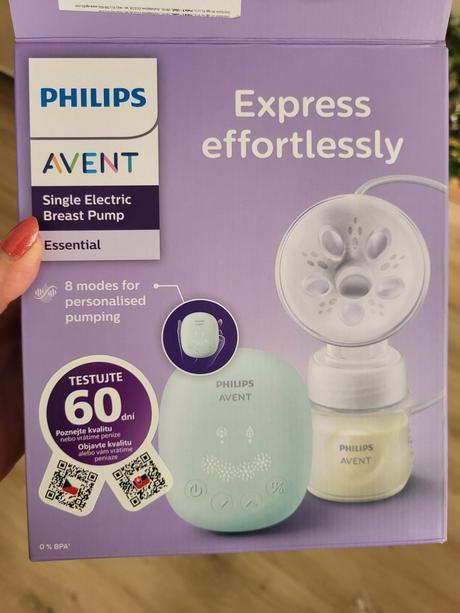 PHILIPS
AVENT
Single Electric
Breast Pump
Essential
Express
effortlessly
8 modes for
personalised
pumping
TESTUJTE
60 dní
Poznejte kvalitu
nebo vrátíme peníze
Objavte kvalitu
alebo vám vrátime
peniaze
PHILIPS
AVENT
PHILIPS
AVENT
0 % BPA¹